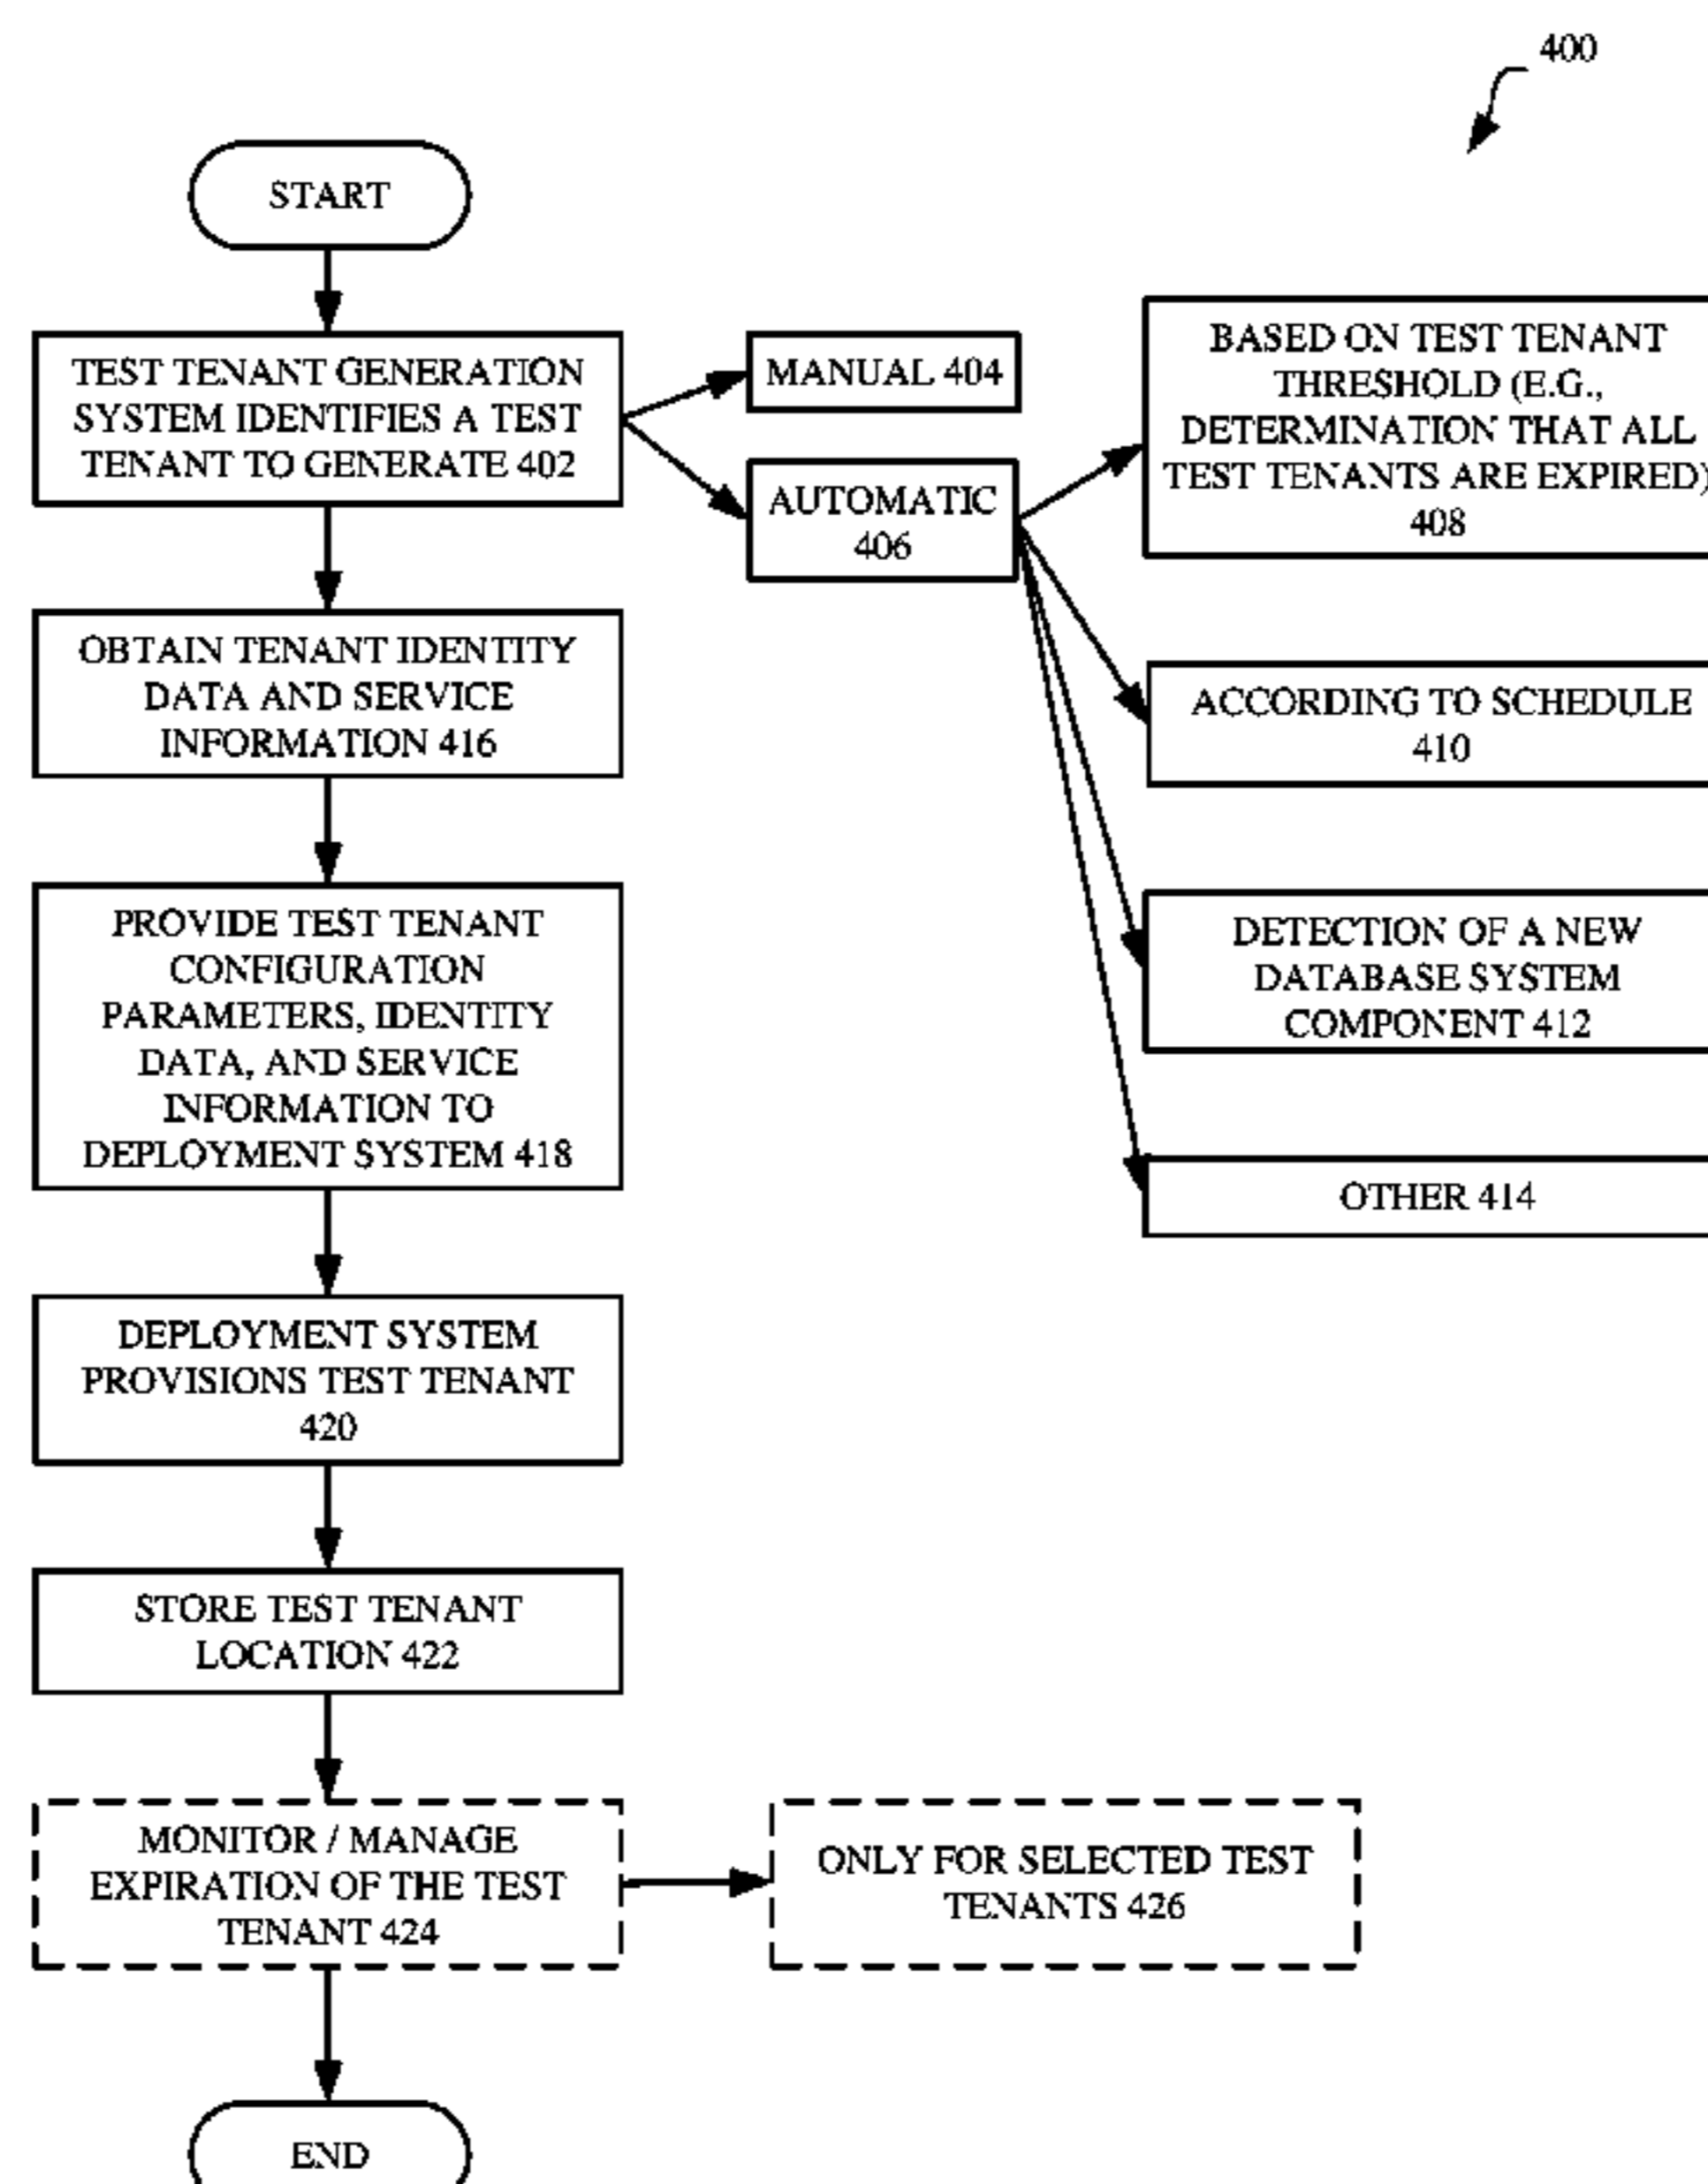 400
START
TEST TENANT GENERATION
SYSTEM IDENTIFIES A TEST
TENANT TO GENERATE 402
MANUAL 404
AUTOMATIC
406
BASED ON TEST TENANT
THRESHOLD (E.G.,
DETERMINATION THAT ALL
TEST TENANTS ARE EXPIRED)
408
ACCORDING TO SCHEDULE
410
DETECTION OF A NEW
DATABASE SYSTEM
COMPONENT 412
OTHER 414
OBTAIN TENANT IDENTITY
DATA AND SERVICE
INFORMATION 416
PROVIDE TEST TENANT
CONFIGURATION
PARAMETERS, IDENTITY
DATA, AND SERVICE
INFORMATION TO
DEPLOYMENT SYSTEM 418
DEPLOYMENT SYSTEM
PROVISIONS TEST TENANT
420
STORE TEST TENANT
LOCATION 422
MONITOR / MANAGE
EXPIRATION OF THE TEST
TENANT 424
ONLY FOR SELECTED TEST
TENANTS 426
END